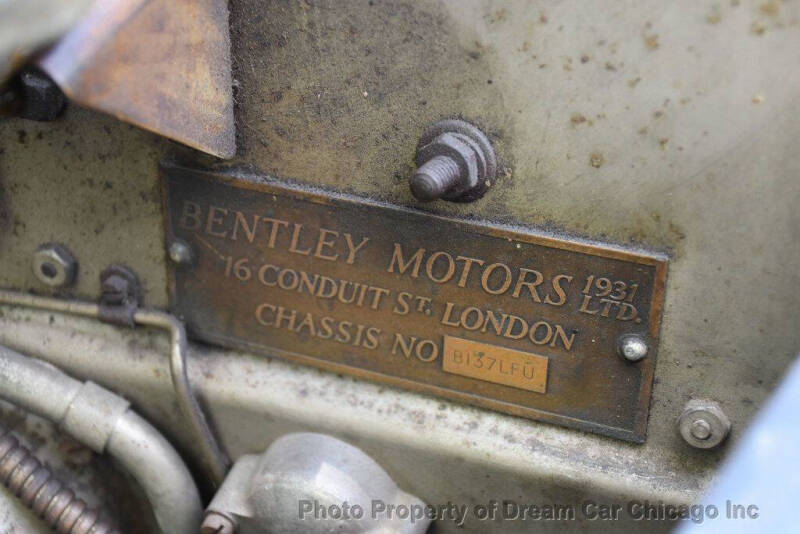 BENTLEY MOTORS 1931 LTD.
16 CONDUIT ST. LONDON
CHASSIS NO B137LFU
Photo Property of Dream Car Chicago Inc